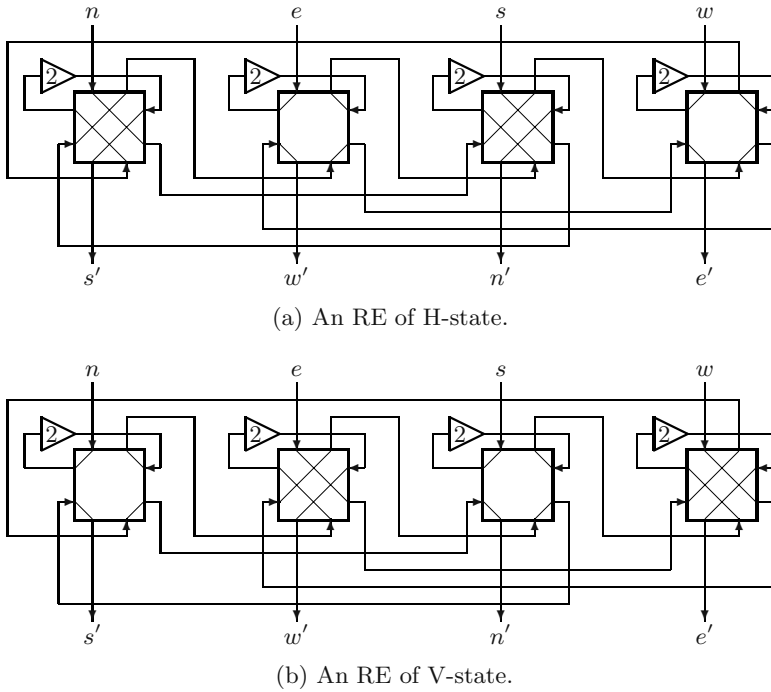 n e s w
2 2 2 2
s′ w′ n′ e′
(a) An RE of H-state.
n e s w
2 2 2 2
s′ w′ n′ e′
(b) An RE of V-state.